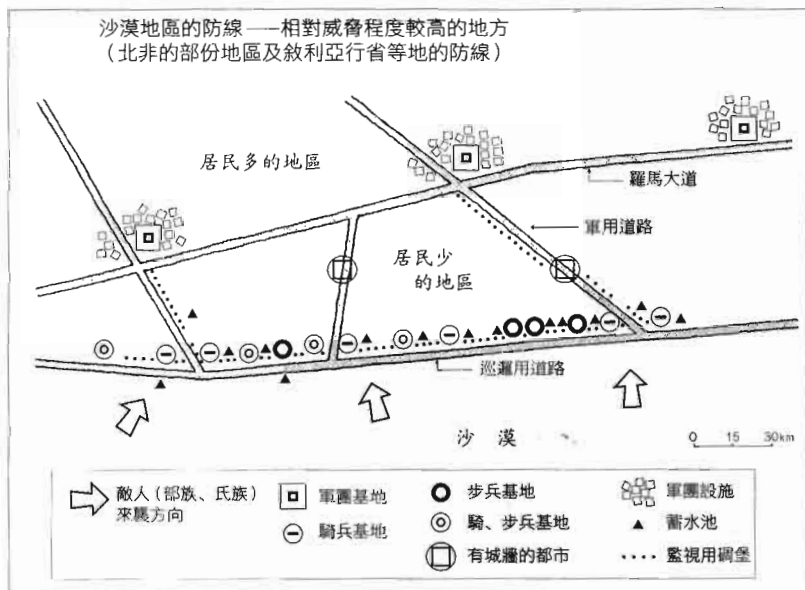 沙漠地區的防線——相對威脅程度較高的地方
（北非的部份地區及敘利亞行省等地的防線）
居民多的地區
羅馬大道
軍用道路
居民少
的地區
巡邏用道路
沙漠
0 15 30km
敵人（部族、氏族）
來襲方向
軍團基地
騎兵基地
步兵基地
騎、步兵基地
有城牆的都市
軍團設施
蓄水池
監視用碉堡